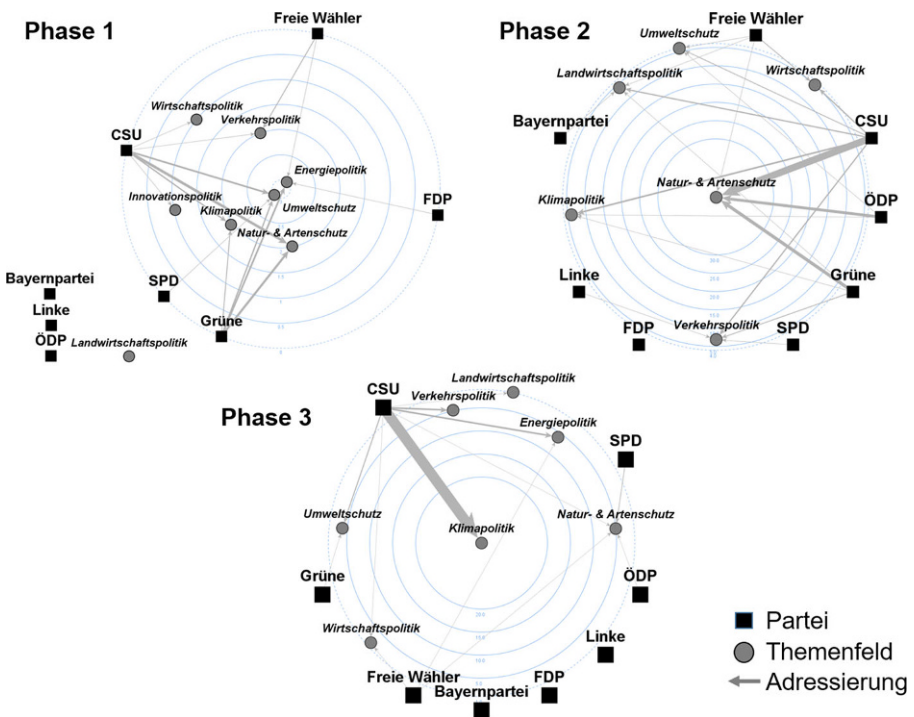 Phase 1
Freie Wähler
Wirtschaftspolitik
Verkehrspolitik
CSU
Energiepolitik
Innovationspolitik
Umweltschutz
FDP
Klimapolitik
Natur- & Artenschutz
Bayernpartei
SPD
Linke
Grüne
ÖDP
Landwirtschaftspolitik
Phase 2
Freie Wähler
Umweltschutz
Landwirtschaftspolitik
Wirtschaftspolitik
Bayernpartei
CSU
Natur- & Artenschutz
Klimapolitik
ÖDP
Linke
Grüne
FDP
Verkehrspolitik
SPD
Phase 3
CSU
Landwirtschaftspolitik
Verkehrspolitik
Energiepolitik
SPD
Umweltschutz
Klimapolitik
Natur- & Artenschutz
Grüne
ÖDP
Wirtschaftspolitik
Linke
Freie Wähler
Bayernpartei
FDP
Partei
Themenfeld
Adressierung